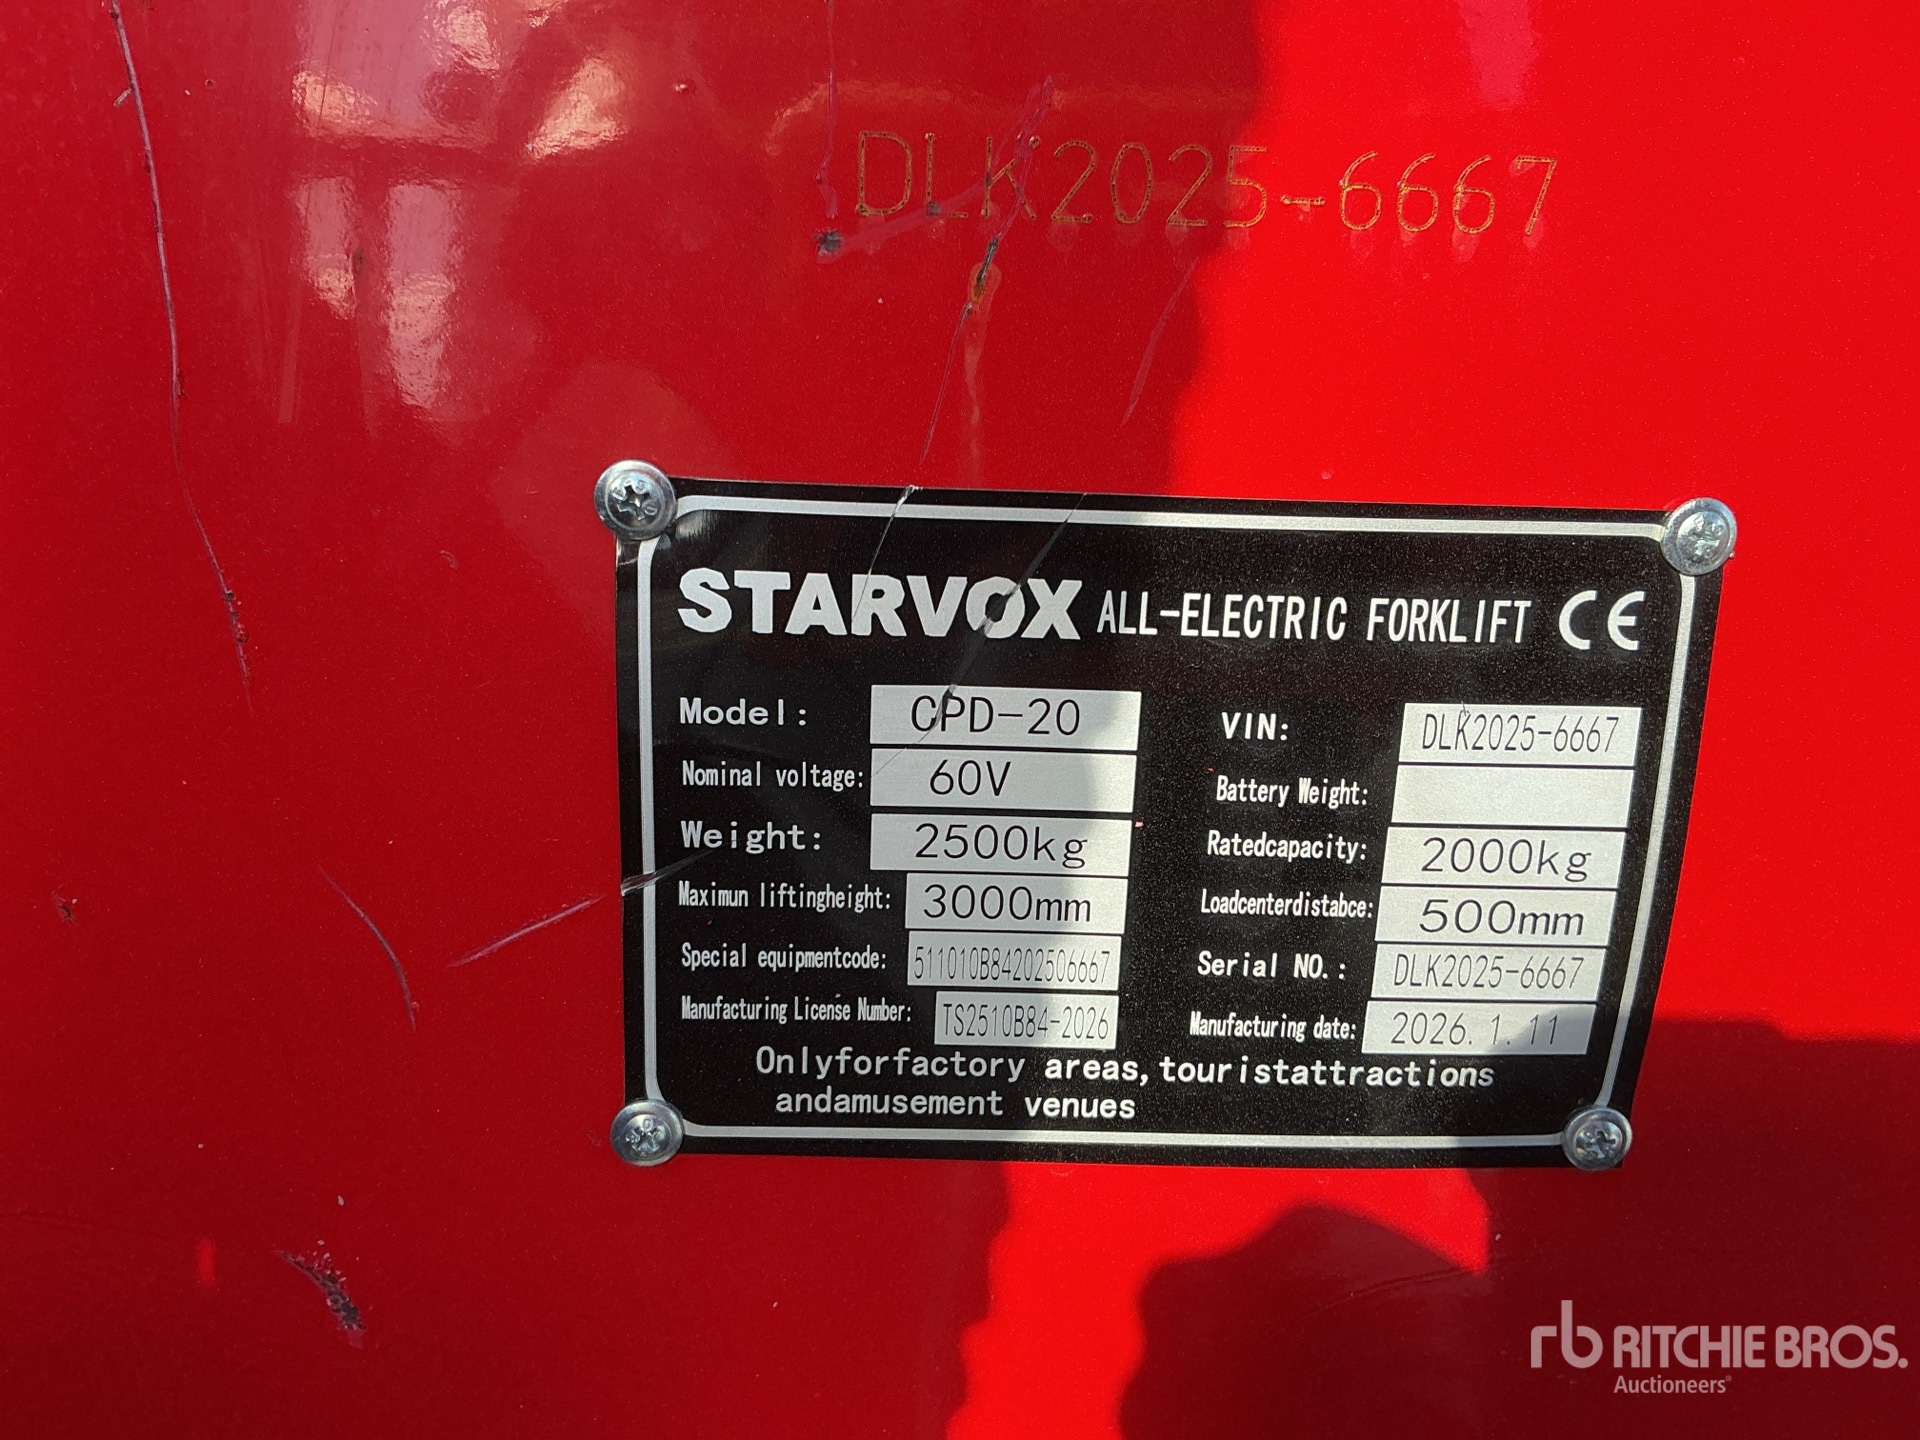 DLK2025-6667
STARVOX ALL-ELECTRIC FORKLIFT CE
Model: CPD-20 VIN: DLK2025-6667
Nominal voltage: 60V Battery Weight:
Weight: 2500kg Ratedcapacity: 2000kg
Maximun liftingheight: 3000mm Loadcenterdistabce: 500mm
Special equipmentcode: 511010B84202506667 Serial NO.: DLK2025-6667
Manufacturing License Number: TS2510B84-2026 Manufacturing date: 2026.1.11
Onlyforfactory areas,touristattractions
andamusement venues
rb RITCHIE BROS.
Auctioneers®